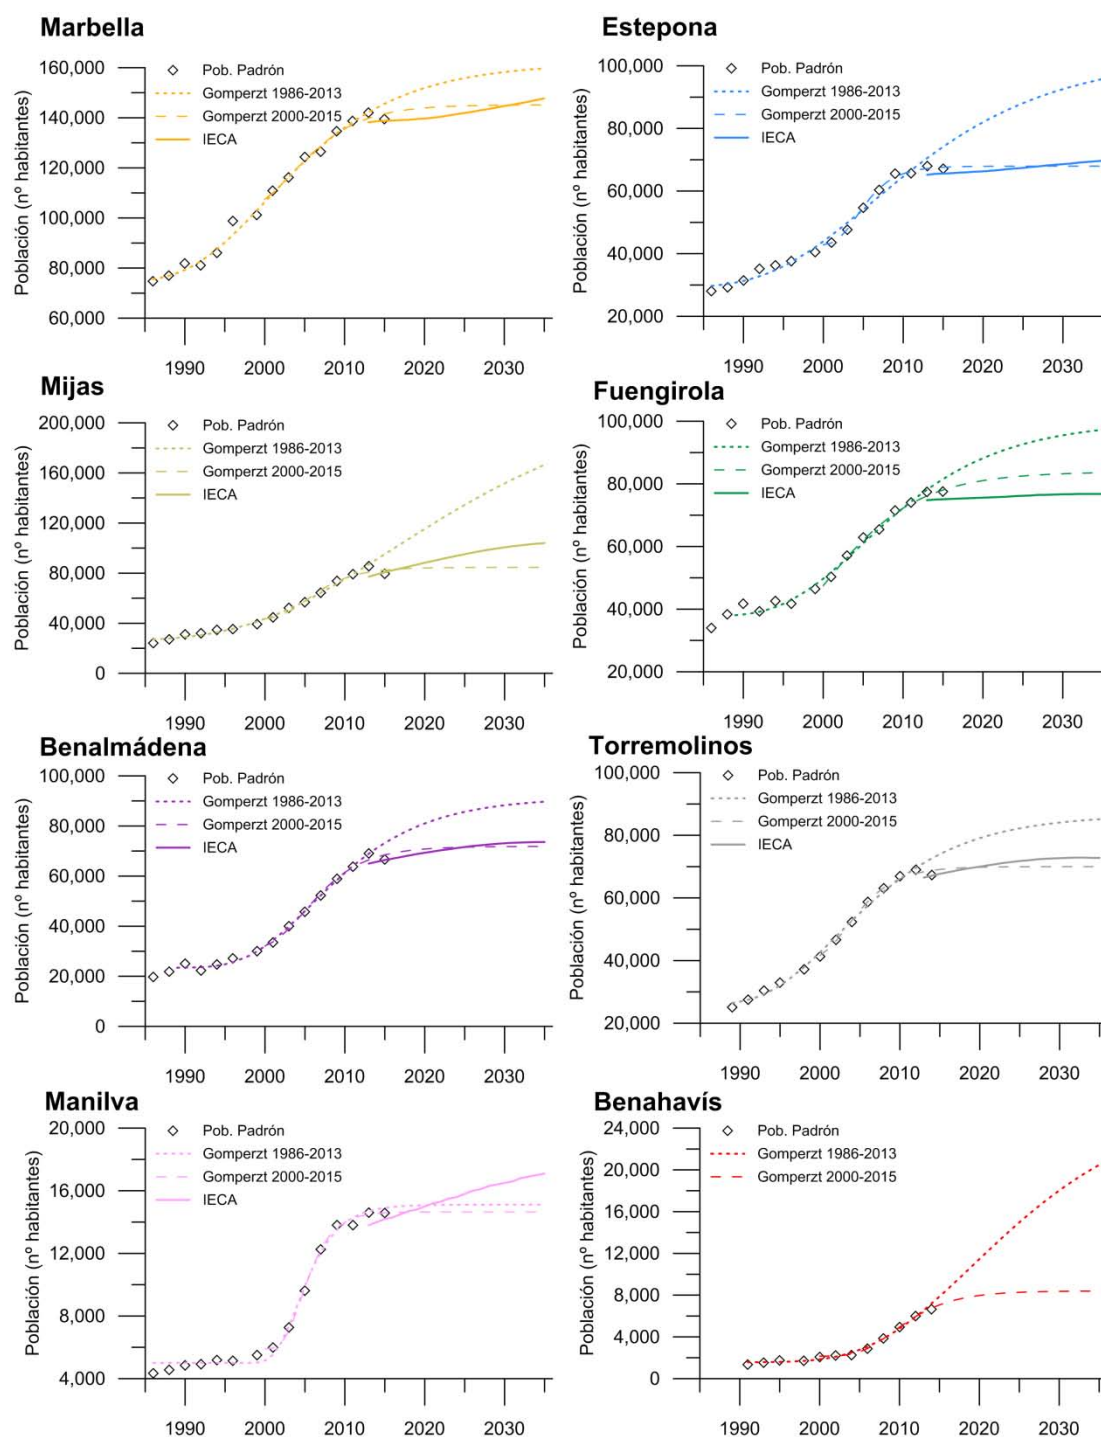 Marbella
160,000
140,000
120,000
100,000
80,000
60,000
Población (nº habitantes)
Pob. Padrón
Gomperzt 1986-2013
Gomperzt 2000-2015
IECA
1990 2000 2010 2020 2030
Estepona
100,000
80,000
60,000
40,000
20,000
Población (nº habitantes)
Pob. Padrón
Gomperzt 1986-2013
Gomperzt 2000-2015
IECA
1990 2000 2010 2020 2030
Mijas
200,000
160,000
120,000
80,000
40,000
0
Población (nº habitantes)
Pob. Padrón
Gomperzt 1986-2013
Gomperzt 2000-2015
IECA
1990 2000 2010 2020 2030
Fuengirola
100,000
80,000
60,000
40,000
20,000
Población (nº habitantes)
Pob. Padrón
Gomperzt 1986-2013
Gomperzt 2000-2015
IECA
1990 2000 2010 2020 2030
Benalmádena
100,000
80,000
60,000
40,000
20,000
0
Población (nº habitantes)
Pob. Padrón
Gomperzt 1986-2013
Gomperzt 2000-2015
IECA
1990 2000 2010 2020 2030
Torremolinos
100,000
80,000
60,000
40,000
20,000
Población (nº habitantes)
Pob. Padrón
Gomperzt 1986-2013
Gomperzt 2000-2015
IECA
1990 2000 2010 2020 2030
Manilva
20,000
16,000
12,000
8,000
4,000
Población (nº habitantes)
Pob. Padrón
Gomperzt 1986-2013
Gomperzt 2000-2015
IECA
1990 2000 2010 2020 2030
Benahavís
24,000
20,000
16,000
12,000
8,000
4,000
0
Población (nº habitantes)
Pob. Padrón
Gomperzt 1986-2013
Gomperzt 2000-2015
1990 2000 2010 2020 2030